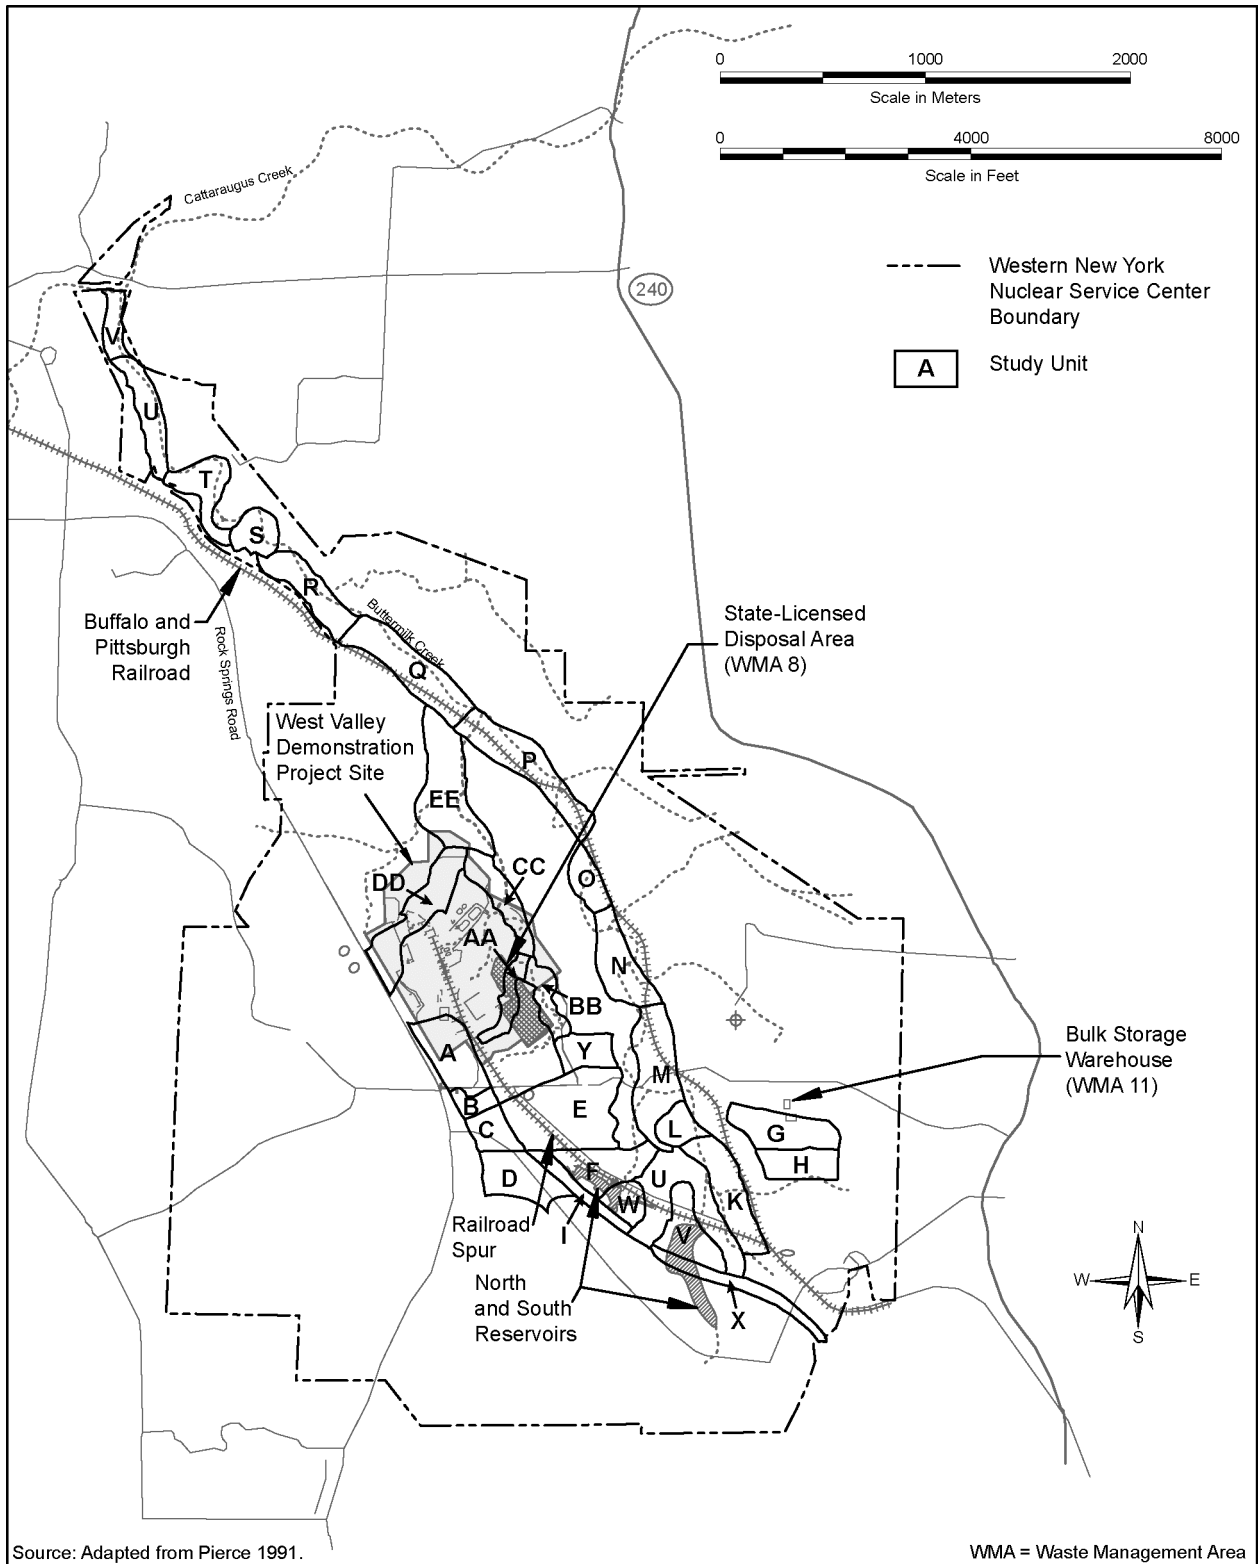 0 1000 2000
Scale in Meters
0 4000 8000
Scale in Feet
Cattaraugus Creek
Western New York
Nuclear Service Center
Boundary
240
A Study Unit
V
U
T
S
R
Buffalo and
Pittsburgh
Railroad
Rock Springs Road
Buttermilk Creek
Q
State-Licensed
Disposal Area
(WMA 8)
West Valley
Demonstration
Project Site
P
EE
CC
DD
O
AA
N
BB
Bulk Storage
Warehouse
(WMA 11)
Y
A
M
B
E
C
L
G
H
D
F
U
W
K
I
V
Railroad
Spur
North
and South
Reservoirs
X
N
W E
S
Source: Adapted from Pierce 1991.
WMA = Waste Management Area